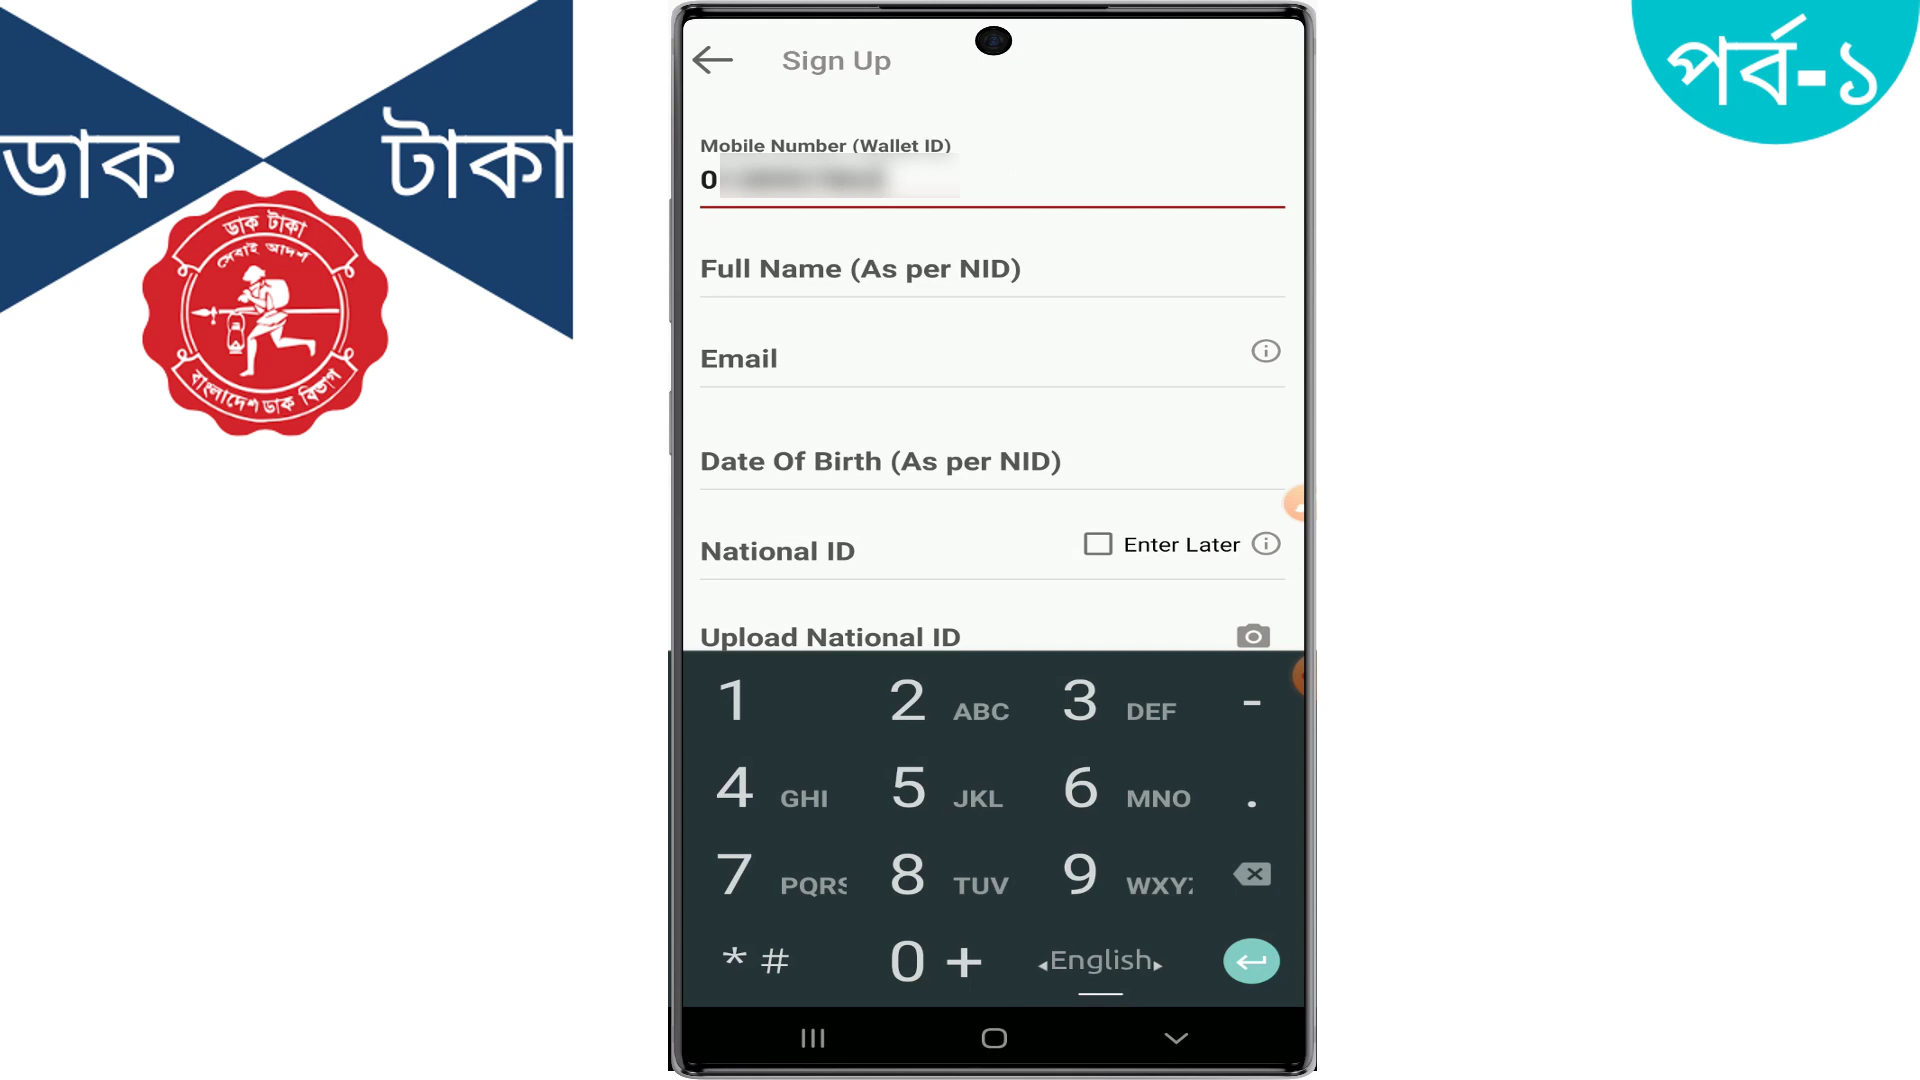 ডাক টাকা
ডাক টাকা
সেবাই আদর্শ
বাংলাদেশ ডাক বিভাগ
পর্ব-১
Sign Up
Mobile Number (Wallet ID)
0
Full Name (As per NID)
Email
Date Of Birth (As per NID)
National ID
Enter Later
Upload National ID
1 2 ABC 3 DEF -
4 GHI 5 JKL 6 MNO .
7 PQRS 8 TUV 9 WXYZ
* # 0 + English